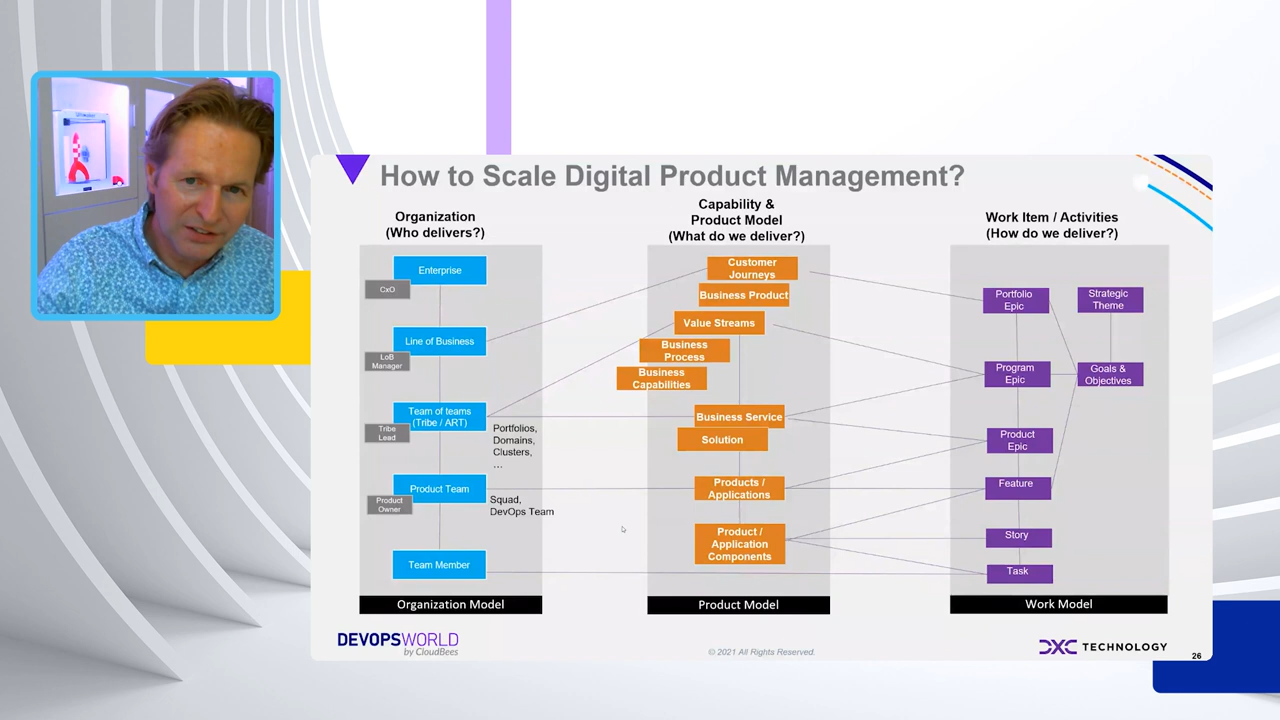 How to Scale Digital Product Management?
Organization
(Who delivers?)
Enterprise
CxO
Line of Business
LoB
Manager
Team of teams
(Tribe / ART)
Tribe
Lead
Portfolios,
Domains,
Clusters,
...
Product Team
Product
Owner
Squad,
DevOps Team
Team Member
Organization Model
Capability &
Product Model
(What do we deliver?)
Customer
Journeys
Business Product
Value Streams
Business
Process
Business
Capabilities
Business Service
Solution
Products /
Applications
Product /
Application
Components
Product Model
Work Item / Activities
(How do we deliver?)
Portfolio
Epic
Strategic
Theme
Program
Epic
Goals &
Objectives
Product
Epic
Feature
Story
Task
Work Model
DEVOPSWORLD
by CloudBees
© 2021 All Rights Reserved.
DXC TECHNOLOGY
26